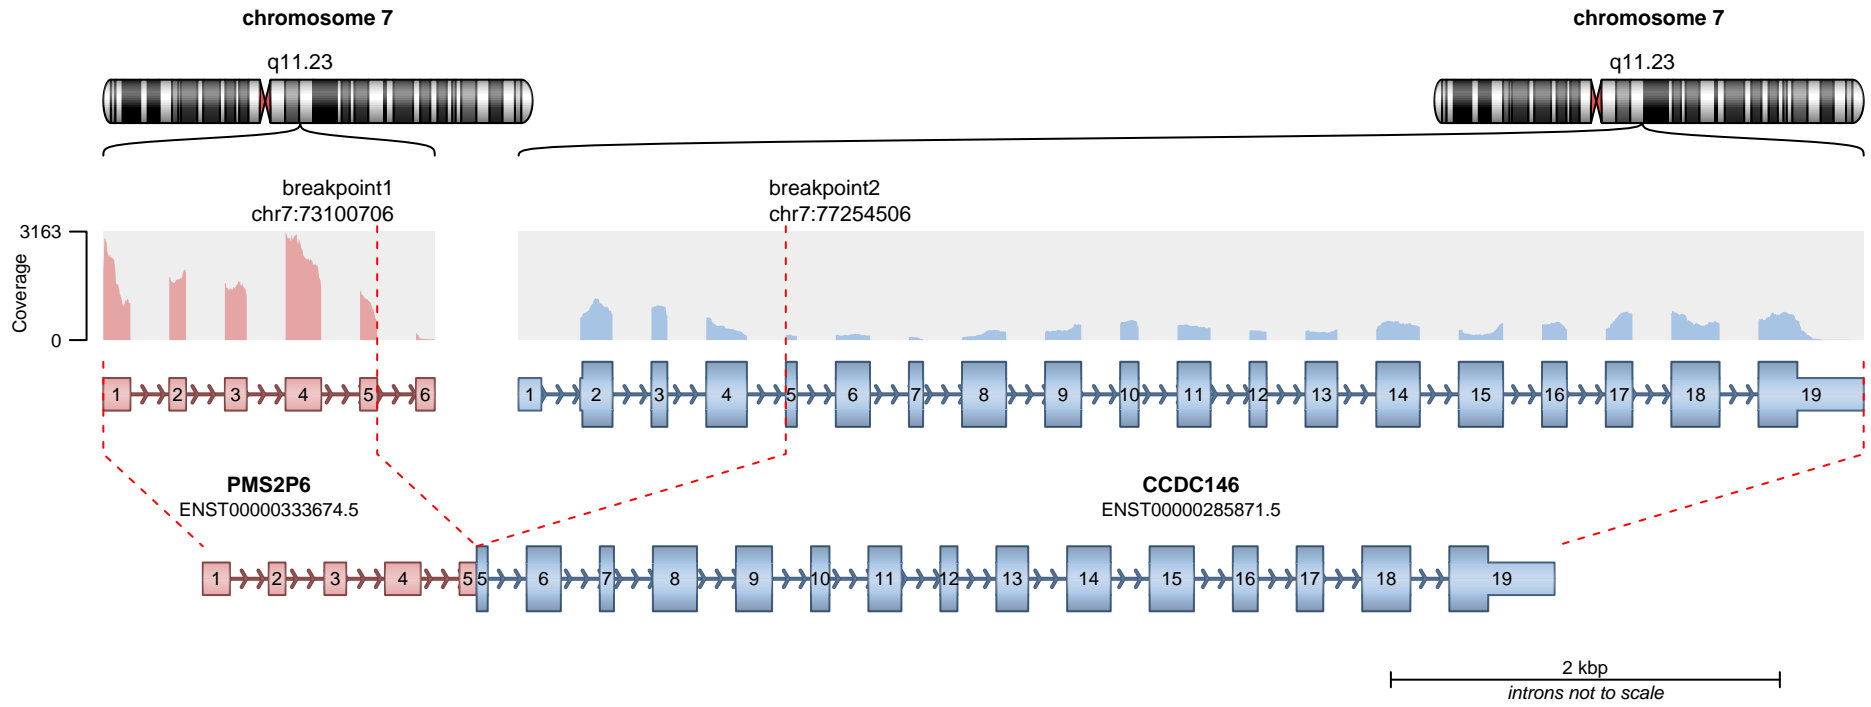 chromosome 7
chromosome 7
q11.23
q11.23
breakpoint1
chr7:73100706
breakpoint2
chr7:77254506
3163
Coverage
0
1 2 3 4 5 6
1 2 3 4 5 6 7 8 9 10 11 12 13 14 15 16 17 18 19
PMS2P6
ENST00000333674.5
CCDC146
ENST00000285871.5
1 2 3 4 5 5 6 7 8 9 10 11 12 13 14 15 16 17 18 19
2 kbp
introns not to scale